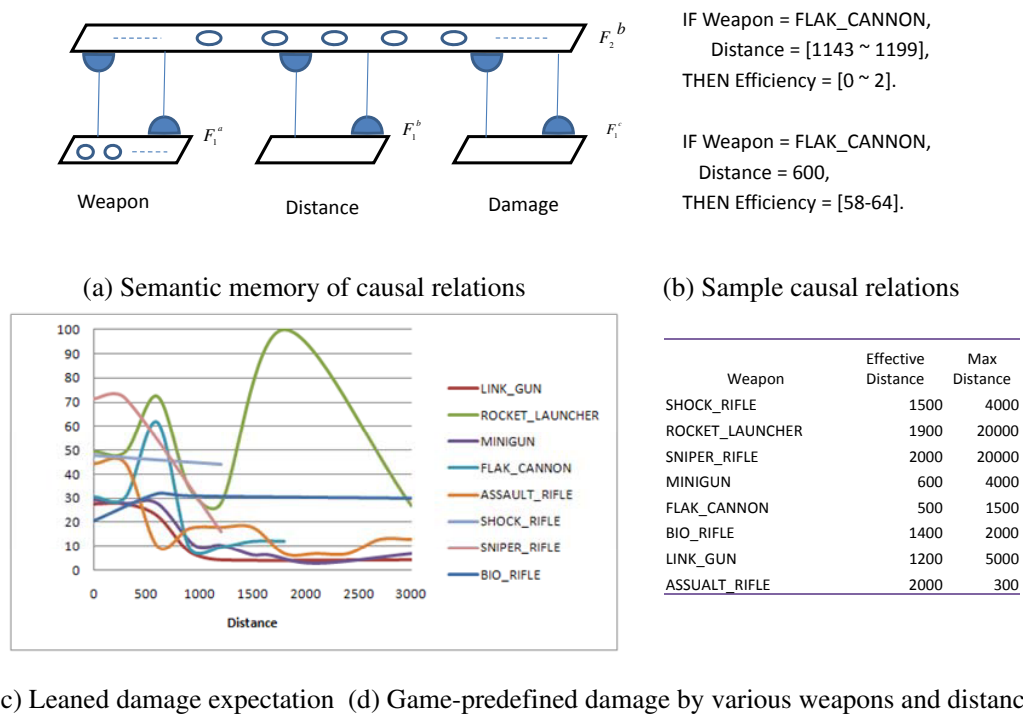 F₂ᵇ
F₁ᵃ
F₁ᵇ
F₁ᶜ
Weapon
Distance
Damage
(a) Semantic memory of causal relations
IF Weapon = FLAK_CANNON,
Distance = [1143 ~ 1199],
THEN Efficiency = [0 ~ 2].
IF Weapon = FLAK_CANNON,
Distance = 600,
THEN Efficiency = [58-64].
(b) Sample causal relations
100
90
80
70
60
50
40
30
20
10
0
0 500 1000 1500 2000 2500 3000
Distance
LINK_GUN
ROCKET_LAUNCHER
MINIGUN
FLAK_CANNON
ASSAULT_RIFLE
SHOCK_RIFLE
SNIPER_RIFLE
BIO_RIFLE
Effective Max
Weapon Distance Distance
SHOCK_RIFLE 1500 4000
ROCKET_LAUNCHER 1900 20000
SNIPER_RIFLE 2000 20000
MINIGUN 600 4000
FLAK_CANNON 500 1500
BIO_RIFLE 1400 2000
LINK_GUN 1200 5000
ASSUALT_RIFLE 2000 300
c) Leaned damage expectation (d) Game-predefined damage by various weapons and distanc